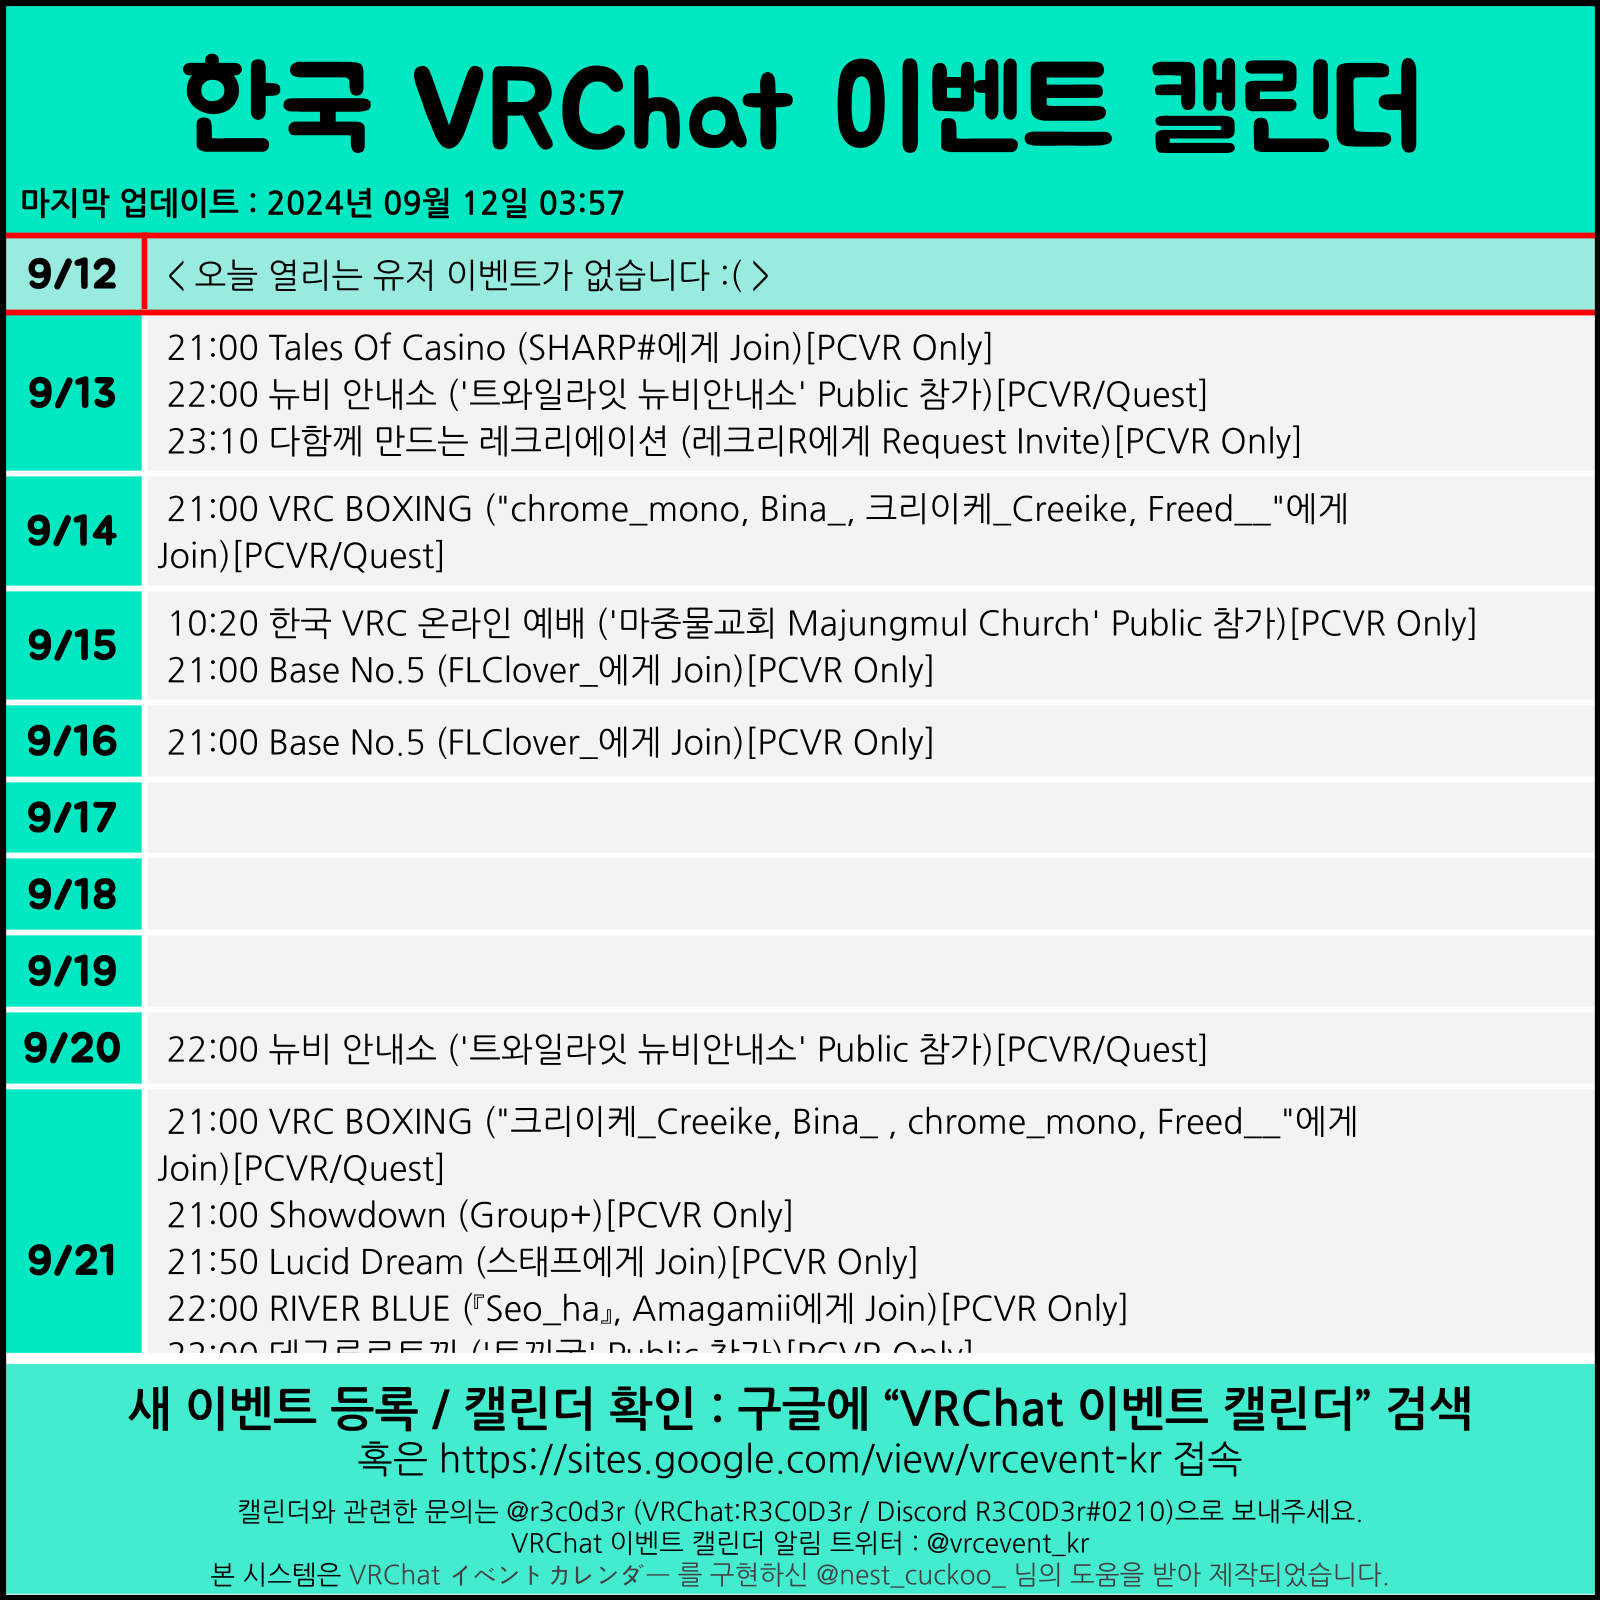 한국 VRChat 이벤트 캘린더
마지막 업데이트 : 2024년 09월 12일 03:57
9/12
< 오늘 열리는 유저 이벤트가 없습니다 :( >
9/13
21:00 Tales Of Casino (SHARP#에게 Join)[PCVR Only]
22:00 뉴비 안내소 ('트와일라잇 뉴비안내소' Public 참가)[PCVR/Quest]
23:10 다함께 만드는 레크리에이션 (레크리R에게 Request Invite)[PCVR Only]
9/14
21:00 VRC BOXING ("chrome_mono, Bina_, 크리이케_Creeike, Freed__"에게
Join)[PCVR/Quest]
9/15
10:20 한국 VRC 온라인 예배 ('마중물교회 Majungmul Church' Public 참가)[PCVR Only]
21:00 Base No.5 (FLClover_에게 Join)[PCVR Only]
9/16
21:00 Base No.5 (FLClover_에게 Join)[PCVR Only]
9/17
9/18
9/19
9/20
22:00 뉴비 안내소 ('트와일라잇 뉴비안내소' Public 참가)[PCVR/Quest]
9/21
21:00 VRC BOXING ("크리이케_Creeike, Bina_ , chrome_mono, Freed__"에게
Join)[PCVR/Quest]
21:00 Showdown (Group+)[PCVR Only]
21:50 Lucid Dream (스태프에게 Join)[PCVR Only]
22:00 RIVER BLUE (『Seo_ha』, Amagamii에게 Join)[PCVR Only]
Public 참가)[PCVR Only]
새 이벤트 등록 / 캘린더 확인 : 구글에 “VRChat 이벤트 캘린더” 검색
혹은 https://sites.google.com/view/vrcevent-kr 접속
캘린더와 관련한 문의는 @r3c0d3r (VRChat:R3C0D3r / Discord R3C0D3r#0210)으로 보내주세요.
VRChat 이벤트 캘린더 알림 트위터 : @vrcevent_kr
본 시스템은 VRChat イベントカレンダー 를 구현하신 @nest_cuckoo_ 님의 도움을 받아 제작되었습니다.